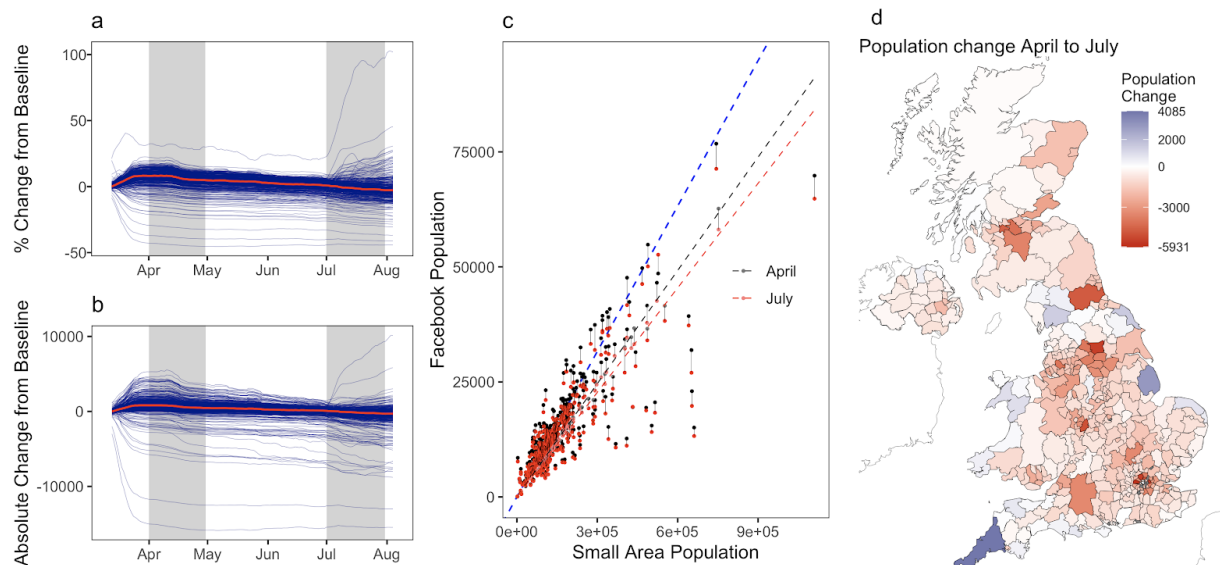 a
% Change from Baseline
100
50
0
-50
Apr
May
Jun
Jul
Aug
b
Absolute Change from Baseline
10000
0
-10000
Apr
May
Jun
Jul
Aug
c
Facebook Population
75000
50000
25000
0
0e+00
3e+05
6e+05
9e+05
Small Area Population
April
July
d
Population change April to July
Population
Change
4085
2000
0
-3000
-5931